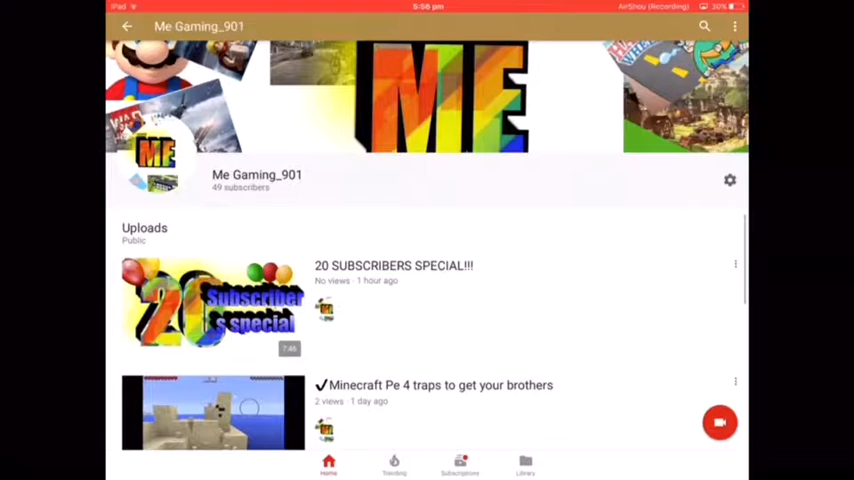 iPad 5:56 pm AirShou (Recording) 30%
Me Gaming_901
ME
ME
Me Gaming_901
49 subscribers
Uploads
Public
20 Subscriber
s special
7:46
20 SUBSCRIBERS SPECIAL!!!
No views · 1 hour ago
✔Minecraft Pe 4 traps to get your brothers
2 views · 1 day ago
Home Trending Subscriptions Library